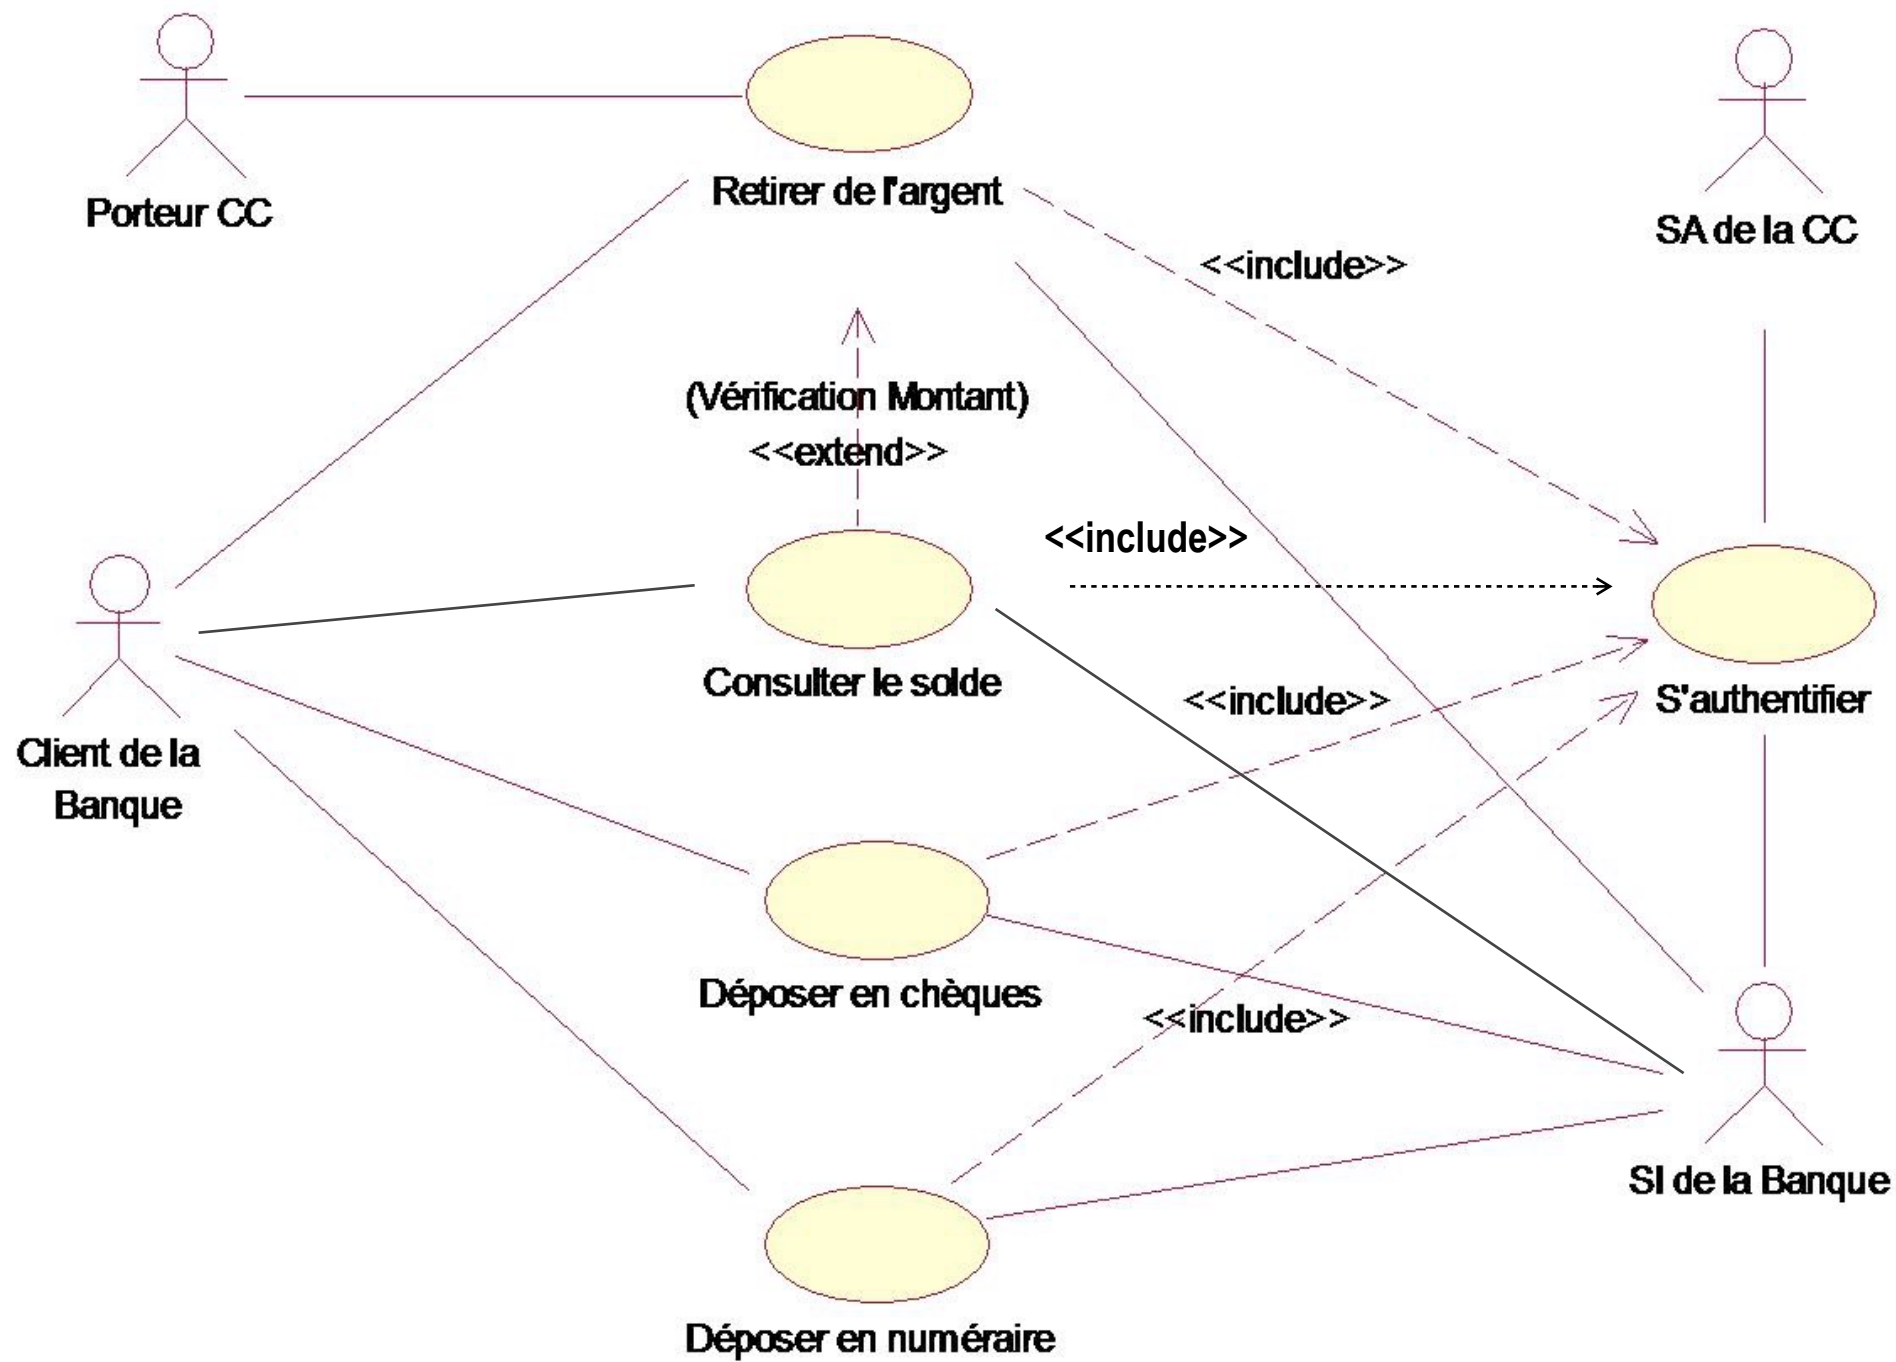 Porteur CC
Retirer de l'argent
SA de la CC
<<include>>
(Vérification Montant)
<<extend>>
<<include>>
Consulter le solde
<<include>>
S'authentifier
Client de la
Banque
Déposer en chèques
<<include>>
SI de la Banque
Déposer en numéraire